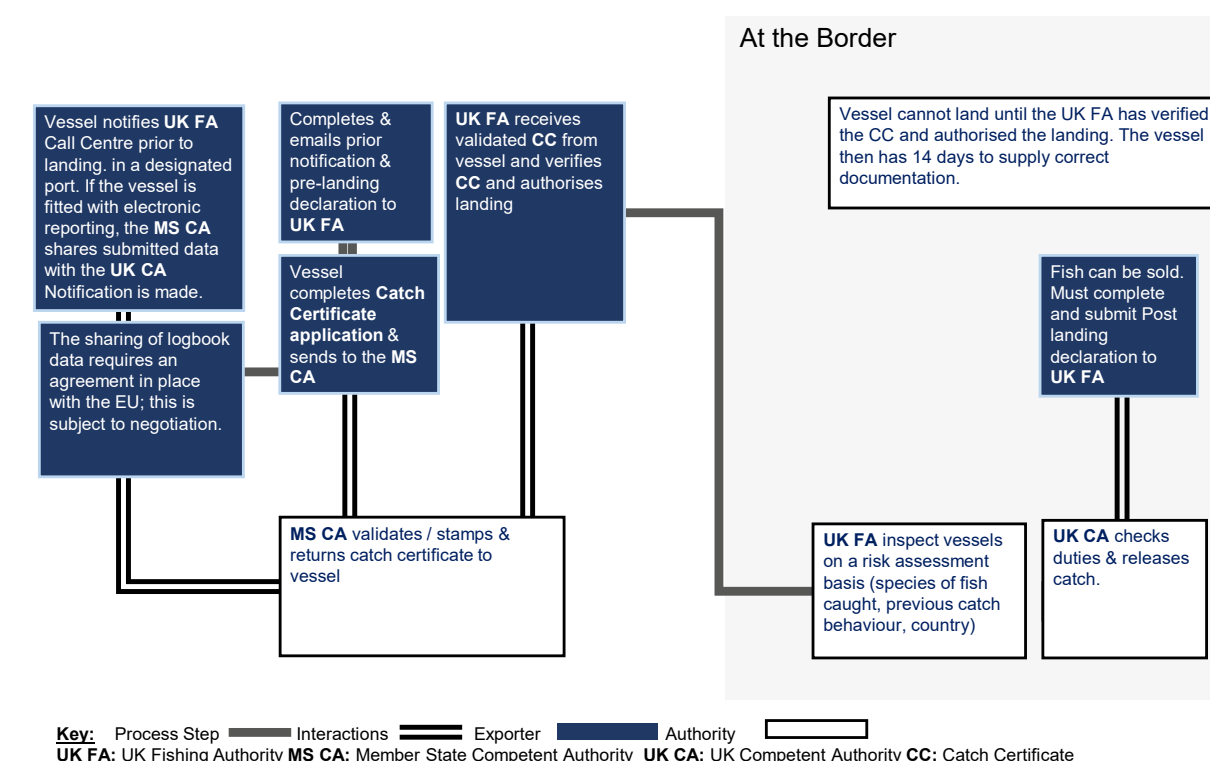 At the Border
Vessel notifies UK FA
Call Centre prior to
landing. in a designated
port. If the vessel is
fitted with electronic
reporting, the MS CA
shares submitted data
with the UK CA
Notification is made.
The sharing of logbook
data requires an
agreement in place
with the EU; this is
subject to negotiation.
Completes &
emails prior
notification &
pre-landing
declaration to
UK FA
Vessel
completes Catch
Certificate
application &
sends to the MS
CA
UK FA receives
validated CC from
vessel and verifies
CC and authorises
landing
MS CA validates / stamps &
returns catch certificate to
vessel
Vessel cannot land until the UK FA has verified
the CC and authorised the landing. The vessel
then has 14 days to supply correct
documentation.
Fish can be sold.
Must complete
and submit Post
landing
declaration to
UK FA
UK FA inspect vessels
on a risk assessment
basis (species of fish
caught, previous catch
behaviour, country)
UK CA checks
duties & releases
catch.
Key: Process Step Interactions Exporter Authority
UK FA: UK Fishing Authority MS CA: Member State Competent Authority UK CA: UK Competent Authority CC: Catch Certificate